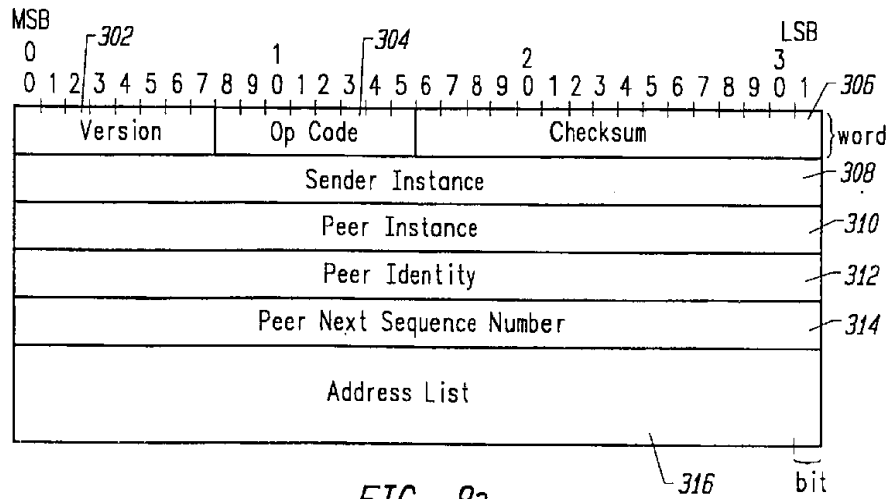 MSB LSB
302 304
0 1 2 3
0 1 2 3 4 5 6 7 8 9 0 1 2 3 4 5 6 7 8 9 0 1 2 3 4 5 6 7 8 9 0 1 306
Version Op Code Checksum word
Sender Instance 308
Peer Instance 310
Peer Identity 312
Peer Next Sequence Number 314
Address List
316 bit
FIG. 9a